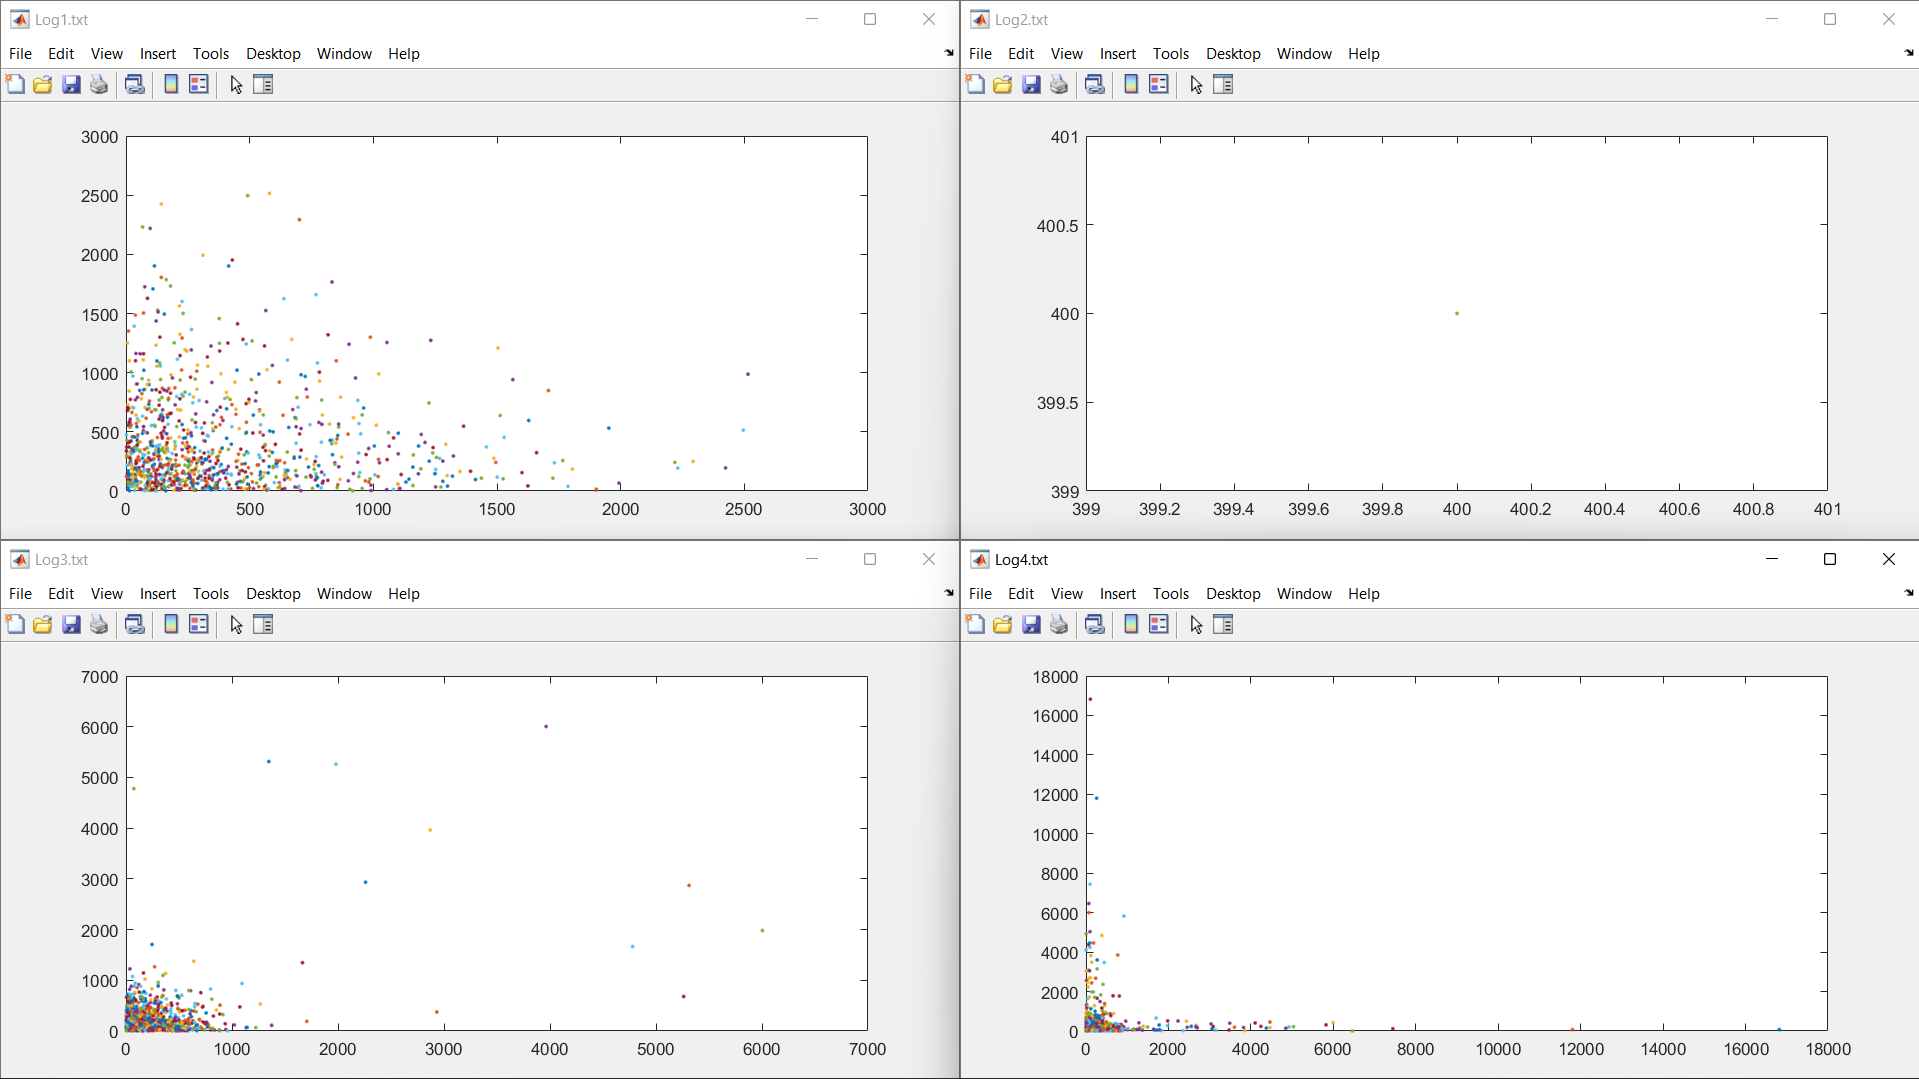 Log1.txt
File Edit View Insert Tools Desktop Window Help
3000
2500
2000
1500
1000
500
0
0 500 1000 1500 2000 2500 3000
Log2.txt
File Edit View Insert Tools Desktop Window Help
401
400.5
400
399.5
399
399 399.2 399.4 399.6 399.8 400 400.2 400.4 400.6 400.8 401
Log3.txt
File Edit View Insert Tools Desktop Window Help
7000
6000
5000
4000
3000
2000
1000
0
0 1000 2000 3000 4000 5000 6000 7000
Log4.txt
File Edit View Insert Tools Desktop Window Help
18000
16000
14000
12000
10000
8000
6000
4000
2000
0
0 2000 4000 6000 8000 10000 12000 14000 16000 18000